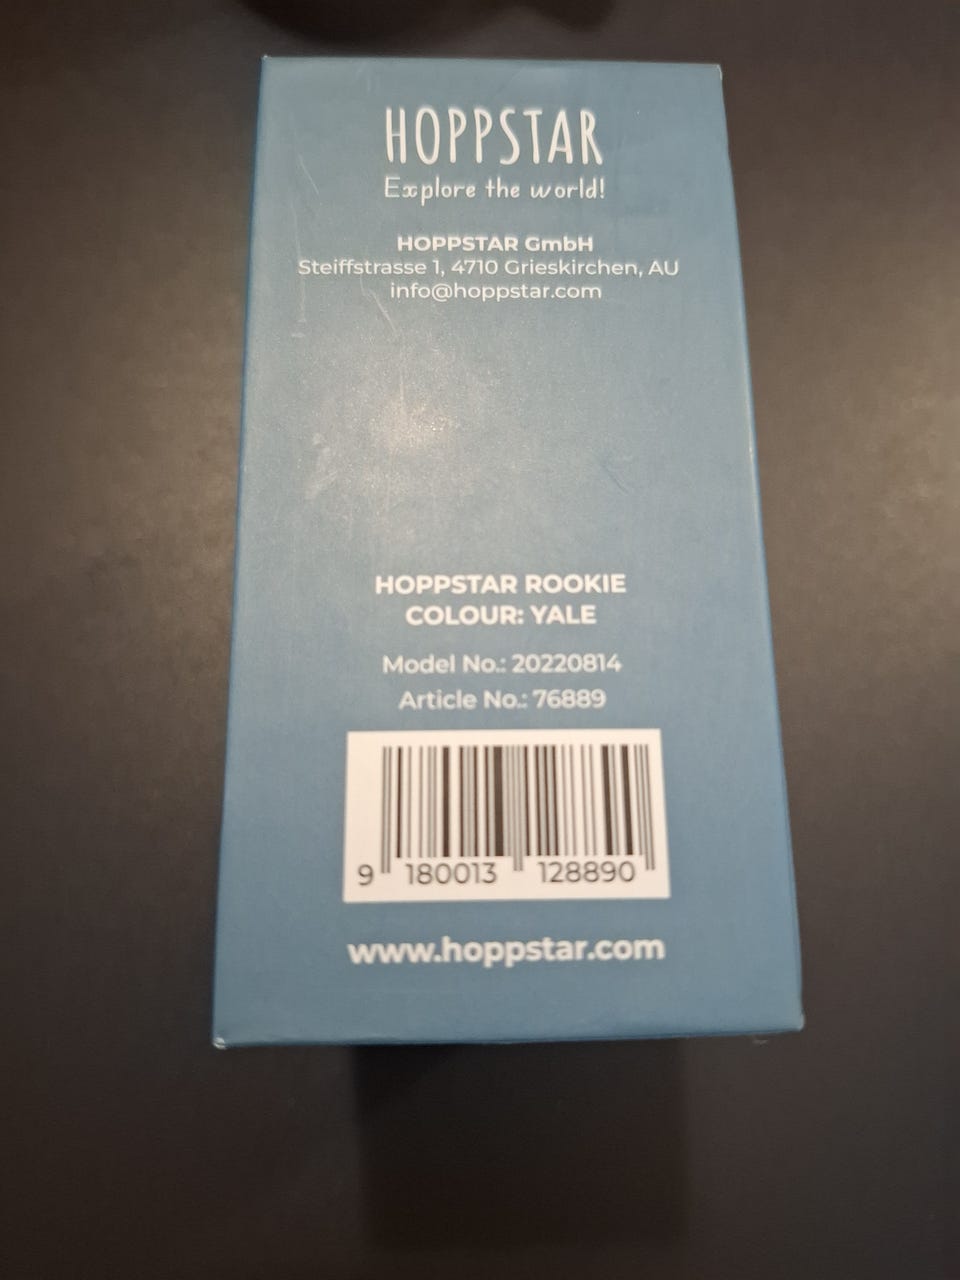 HOPPSTAR
Explore the world!
HOPPSTAR GmbH
Steiffstrasse 1, 4710 Grieskirchen, AU
info@hoppstar.com
HOPPSTAR ROOKIE
COLOUR: YALE
Model No.: 20220814
Article No.: 76889
9 180013 128890
www.hoppstar.com